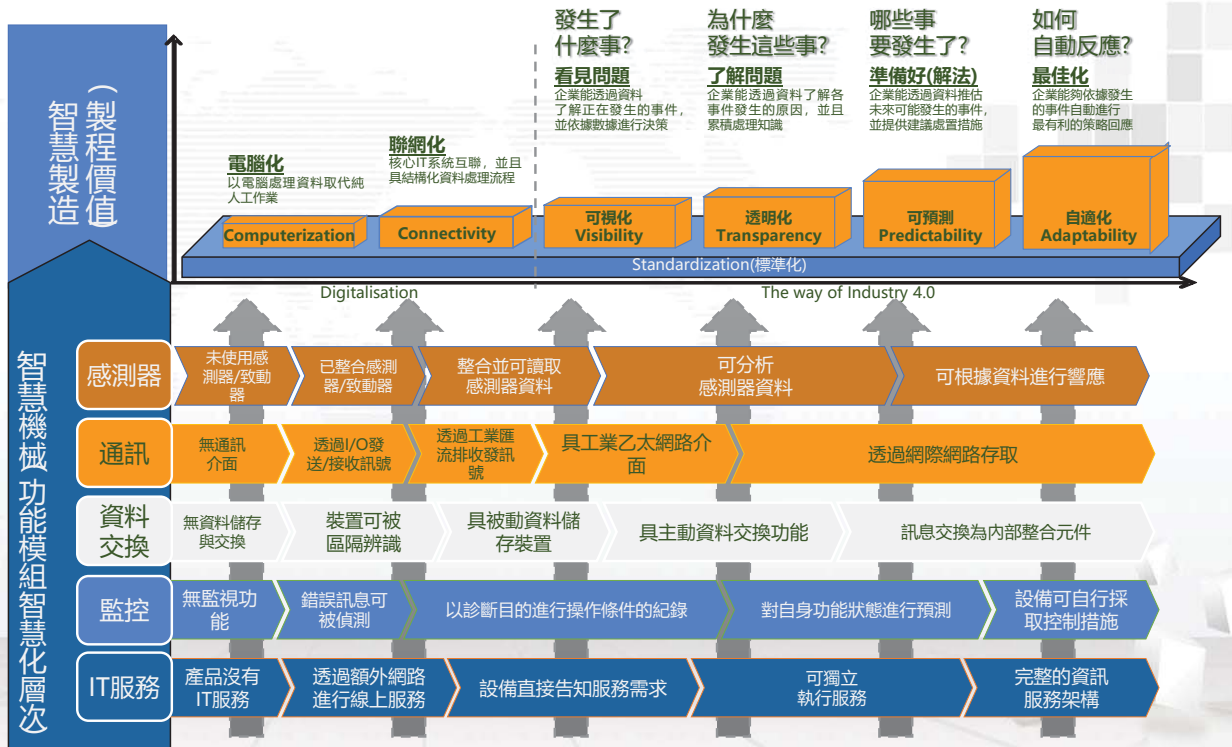 發生了
什麼事?
看見問題
企業能透過資料
了解正在發生的事件，
並依據數據進行決策
為什麼
發生這些事?
了解問題
企業能透過資料了解各
事件發生的原因，並且
累積處理知識
哪些事
要發生了?
準備好(解法)
企業能透過資料推估
未來可能發生的事件，
並提供建議處置措施
如何
自動反應?
最佳化
企業能夠依據發生
的事件自動進行
最有利的策略回應
智慧製造
(製程價值)
電腦化
以電腦處理資料取代純
人工作業
聯網化
核心IT系統互聯，並且
具結構化資料處理流程
Computerization
Connectivity
可視化
Visibility
透明化
Transparency
可預測
Predictability
自適化
Adaptability
Standardization(標準化)
Digitalisation
The way of Industry 4.0
智慧機械(功能模組智慧化層次)
感測器
未使用感
測器/致動
器
已整合感測
器/致動器
整合並可讀取
感測器資料
可分析
感測器資料
可根據資料進行響應
通訊
無通訊
介面
透過I/O發
送/接收訊號
透過工業匯
流排收發訊
號
具工業乙太網路介
面
透過網際網路存取
資料
交換
無資料儲存
與交換
裝置可被
區隔辨識
具被動資料儲
存裝置
具主動資料交換功能
訊息交換為內部整合元件
監控
無監視功
能
錯誤訊息可
被偵測
以診斷目的進行操作條件的紀錄
對自身功能狀態進行預測
設備可自行採
取控制措施
IT服務
產品沒有
IT服務
透過額外網路
進行線上服務
設備直接告知服務需求
可獨立
執行服務
完整的資訊
服務架構